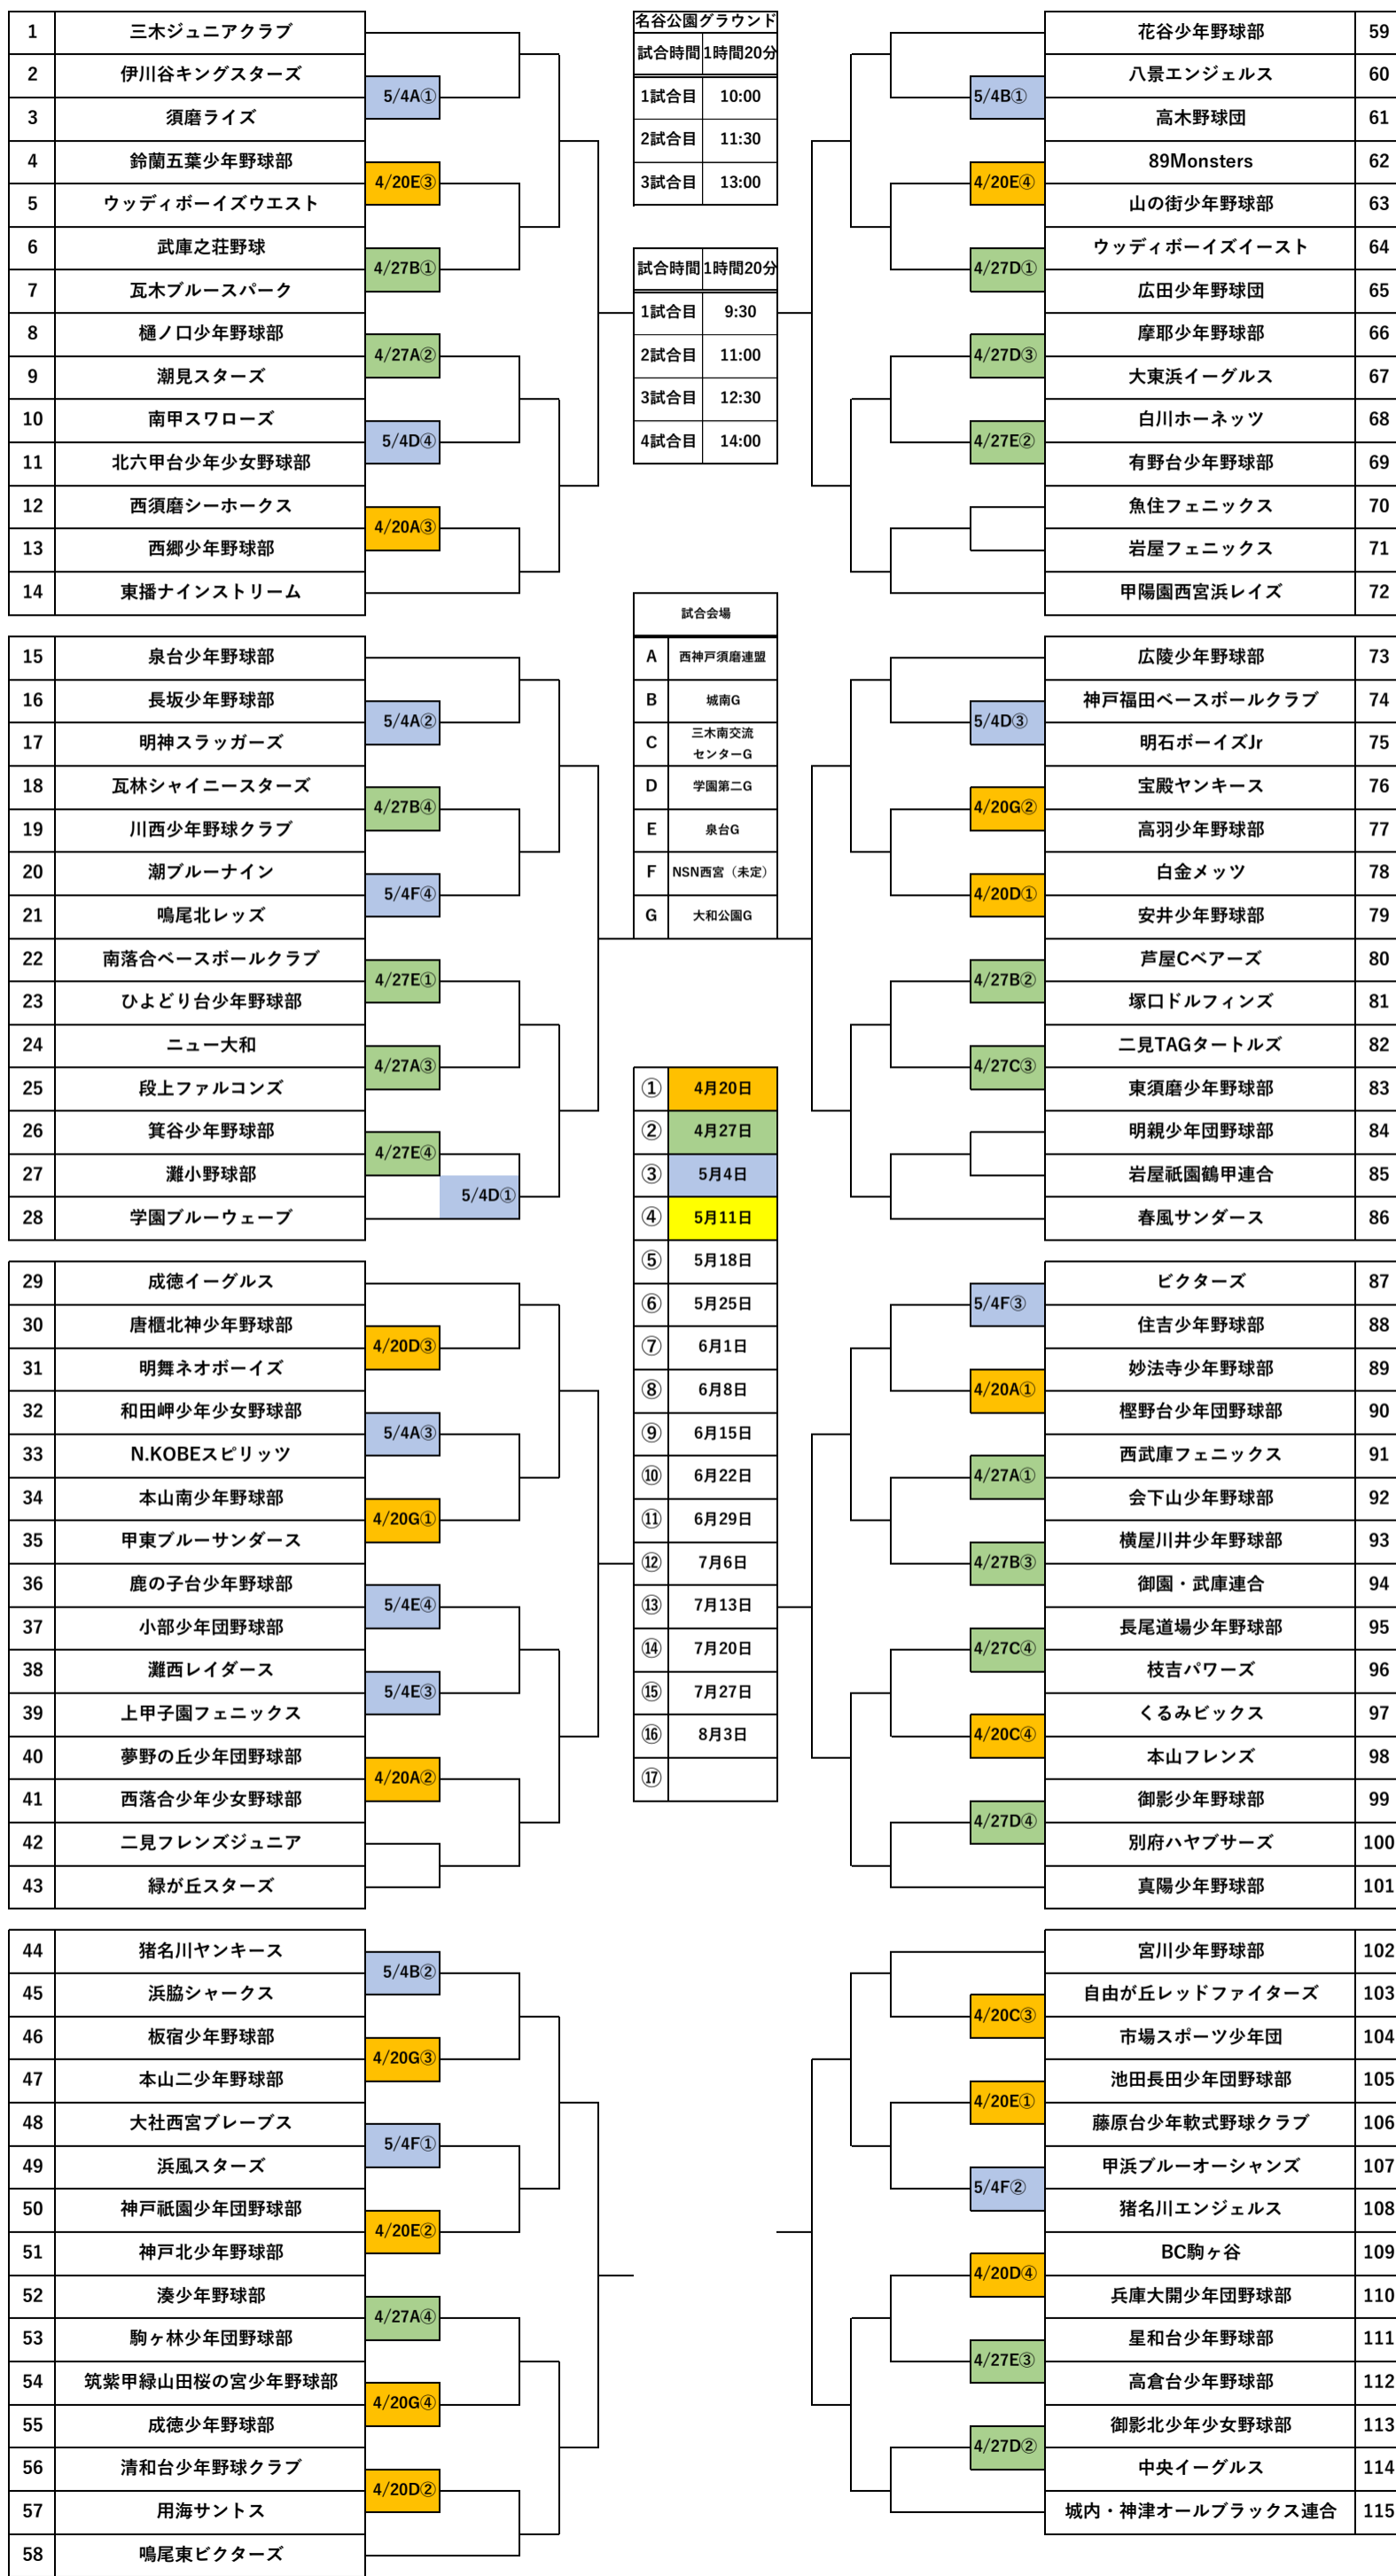 1 三木ジュニアクラブ
2 伊川谷キングスターズ
5/4A①
3 須磨ライズ
4 鈴蘭五葉少年野球部
4/20E③
5 ウッディボーイズウエスト
6 武庫之荘野球
4/27B①
7 瓦木ブルースパーク
8 樋ノ口少年野球部
4/27A②
9 潮見スターズ
10 南甲スワローズ
5/4D④
11 北六甲台少年少女野球部
12 西須磨シーホークス
4/20A③
13 西郷少年野球部
14 東播ナインストリーム
15 泉台少年野球部
16 長坂少年野球部
5/4A②
17 明神スラッガーズ
18 瓦林シャイニースターズ
4/27B④
19 川西少年野球クラブ
20 潮ブルーナイン
5/4F④
21 鳴尾北レッズ
22 南落合ベースボールクラブ
4/27E①
23 ひよどり台少年野球部
24 ニュー大和
4/27A③
25 段上ファルコンズ
26 箕谷少年野球部
4/27E④
27 灘小野球部
5/4D①
28 学園ブルーウェーブ
29 成徳イーグルス
30 唐櫃北神少年野球部
4/20D③
31 明舞ネオボーイズ
32 和田岬少年少女野球部
5/4A③
33 N.KOBEスピリッツ
34 本山南少年野球部
4/20G①
35 甲東ブルーサンダース
36 鹿の子台少年野球部
5/4E④
37 小部少年団野球部
38 灘西レイダース
5/4E③
39 上甲子園フェニックス
40 夢野の丘少年団野球部
4/20A②
41 西落合少年少女野球部
42 二見フレンズジュニア
43 緑が丘スターズ
44 猪名川ヤンキース
5/4B②
45 浜脇シャークス
46 板宿少年野球部
4/20G③
47 本山二少年野球部
48 大社西宮ブレーブス
5/4F①
49 浜風スターズ
50 神戸祇園少年団野球部
4/20E②
51 神戸北少年野球部
52 湊少年野球部
4/27A④
53 駒ヶ林少年団野球部
54 筑紫甲緑山田桜の宮少年野球部
4/20G④
55 成徳少年野球部
56 清和台少年野球クラブ
4/20D②
57 用海サントス
58 鳴尾東ビクターズ
名谷公園グラウンド
試合時間 1時間20分
1試合目 10:00
2試合目 11:30
3試合目 13:00
試合時間 1時間20分
1試合目 9:30
2試合目 11:00
3試合目 12:30
4試合目 14:00
試合会場
A 西神戸須磨連盟
B 城南G
C 三木南交流
センターG
D 学園第二G
E 泉台G
F NSN西宮（未定）
G 大和公園G
① 4月20日
② 4月27日
③ 5月4日
④ 5月11日
⑤ 5月18日
⑥ 5月25日
⑦ 6月1日
⑧ 6月8日
⑨ 6月15日
⑩ 6月22日
⑪ 6月29日
⑫ 7月6日
⑬ 7月13日
⑭ 7月20日
⑮ 7月27日
⑯ 8月3日
⑰
花谷少年野球部 59
八景エンジェルス 60
5/4B①
高木野球団 61
89Monsters 62
4/20E④
山の街少年野球部 63
ウッディボーイズイースト 64
4/27D①
広田少年野球団 65
摩耶少年野球部 66
4/27D③
大東浜イーグルス 67
白川ホーネッツ 68
4/27E②
有野台少年野球部 69
魚住フェニックス 70
岩屋フェニックス 71
甲陽園西宮浜レイズ 72
広陵少年野球部 73
神戸福田ベースボールクラブ 74
5/4D③
明石ボーイズJr 75
宝殿ヤンキース 76
4/20G②
高羽少年野球部 77
白金メッツ 78
4/20D①
安井少年野球部 79
芦屋Cベアーズ 80
4/27B②
塚口ドルフィンズ 81
二見TAGタートルズ 82
4/27C③
東須磨少年野球部 83
明親少年団野球部 84
岩屋祇園鶴甲連合 85
春風サンダース 86
ビクターズ 87
5/4F③
住吉少年野球部 88
妙法寺少年野球部 89
4/20A①
樫野台少年団野球部 90
西武庫フェニックス 91
4/27A①
会下山少年野球部 92
横屋川井少年野球部 93
4/27B③
御園・武庫連合 94
長尾道場少年野球部 95
4/27C④
枝吉パワーズ 96
くるみビックス 97
4/20C④
本山フレンズ 98
御影少年野球部 99
4/27D④
別府ハヤブサーズ 100
真陽少年野球部 101
宮川少年野球部 102
自由が丘レッドファイターズ 103
4/20C③
市場スポーツ少年団 104
池田長田少年団野球部 105
4/20E①
藤原台少年軟式野球クラブ 106
甲浜ブルーオーシャンズ 107
5/4F②
猪名川エンジェルス 108
BC駒ヶ谷 109
4/20D④
兵庫大開少年団野球部 110
星和台少年野球部 111
4/27E③
高倉台少年野球部 112
御影北少年少女野球部 113
4/27D②
中央イーグルス 114
城内・神津オールブラックス連合 115